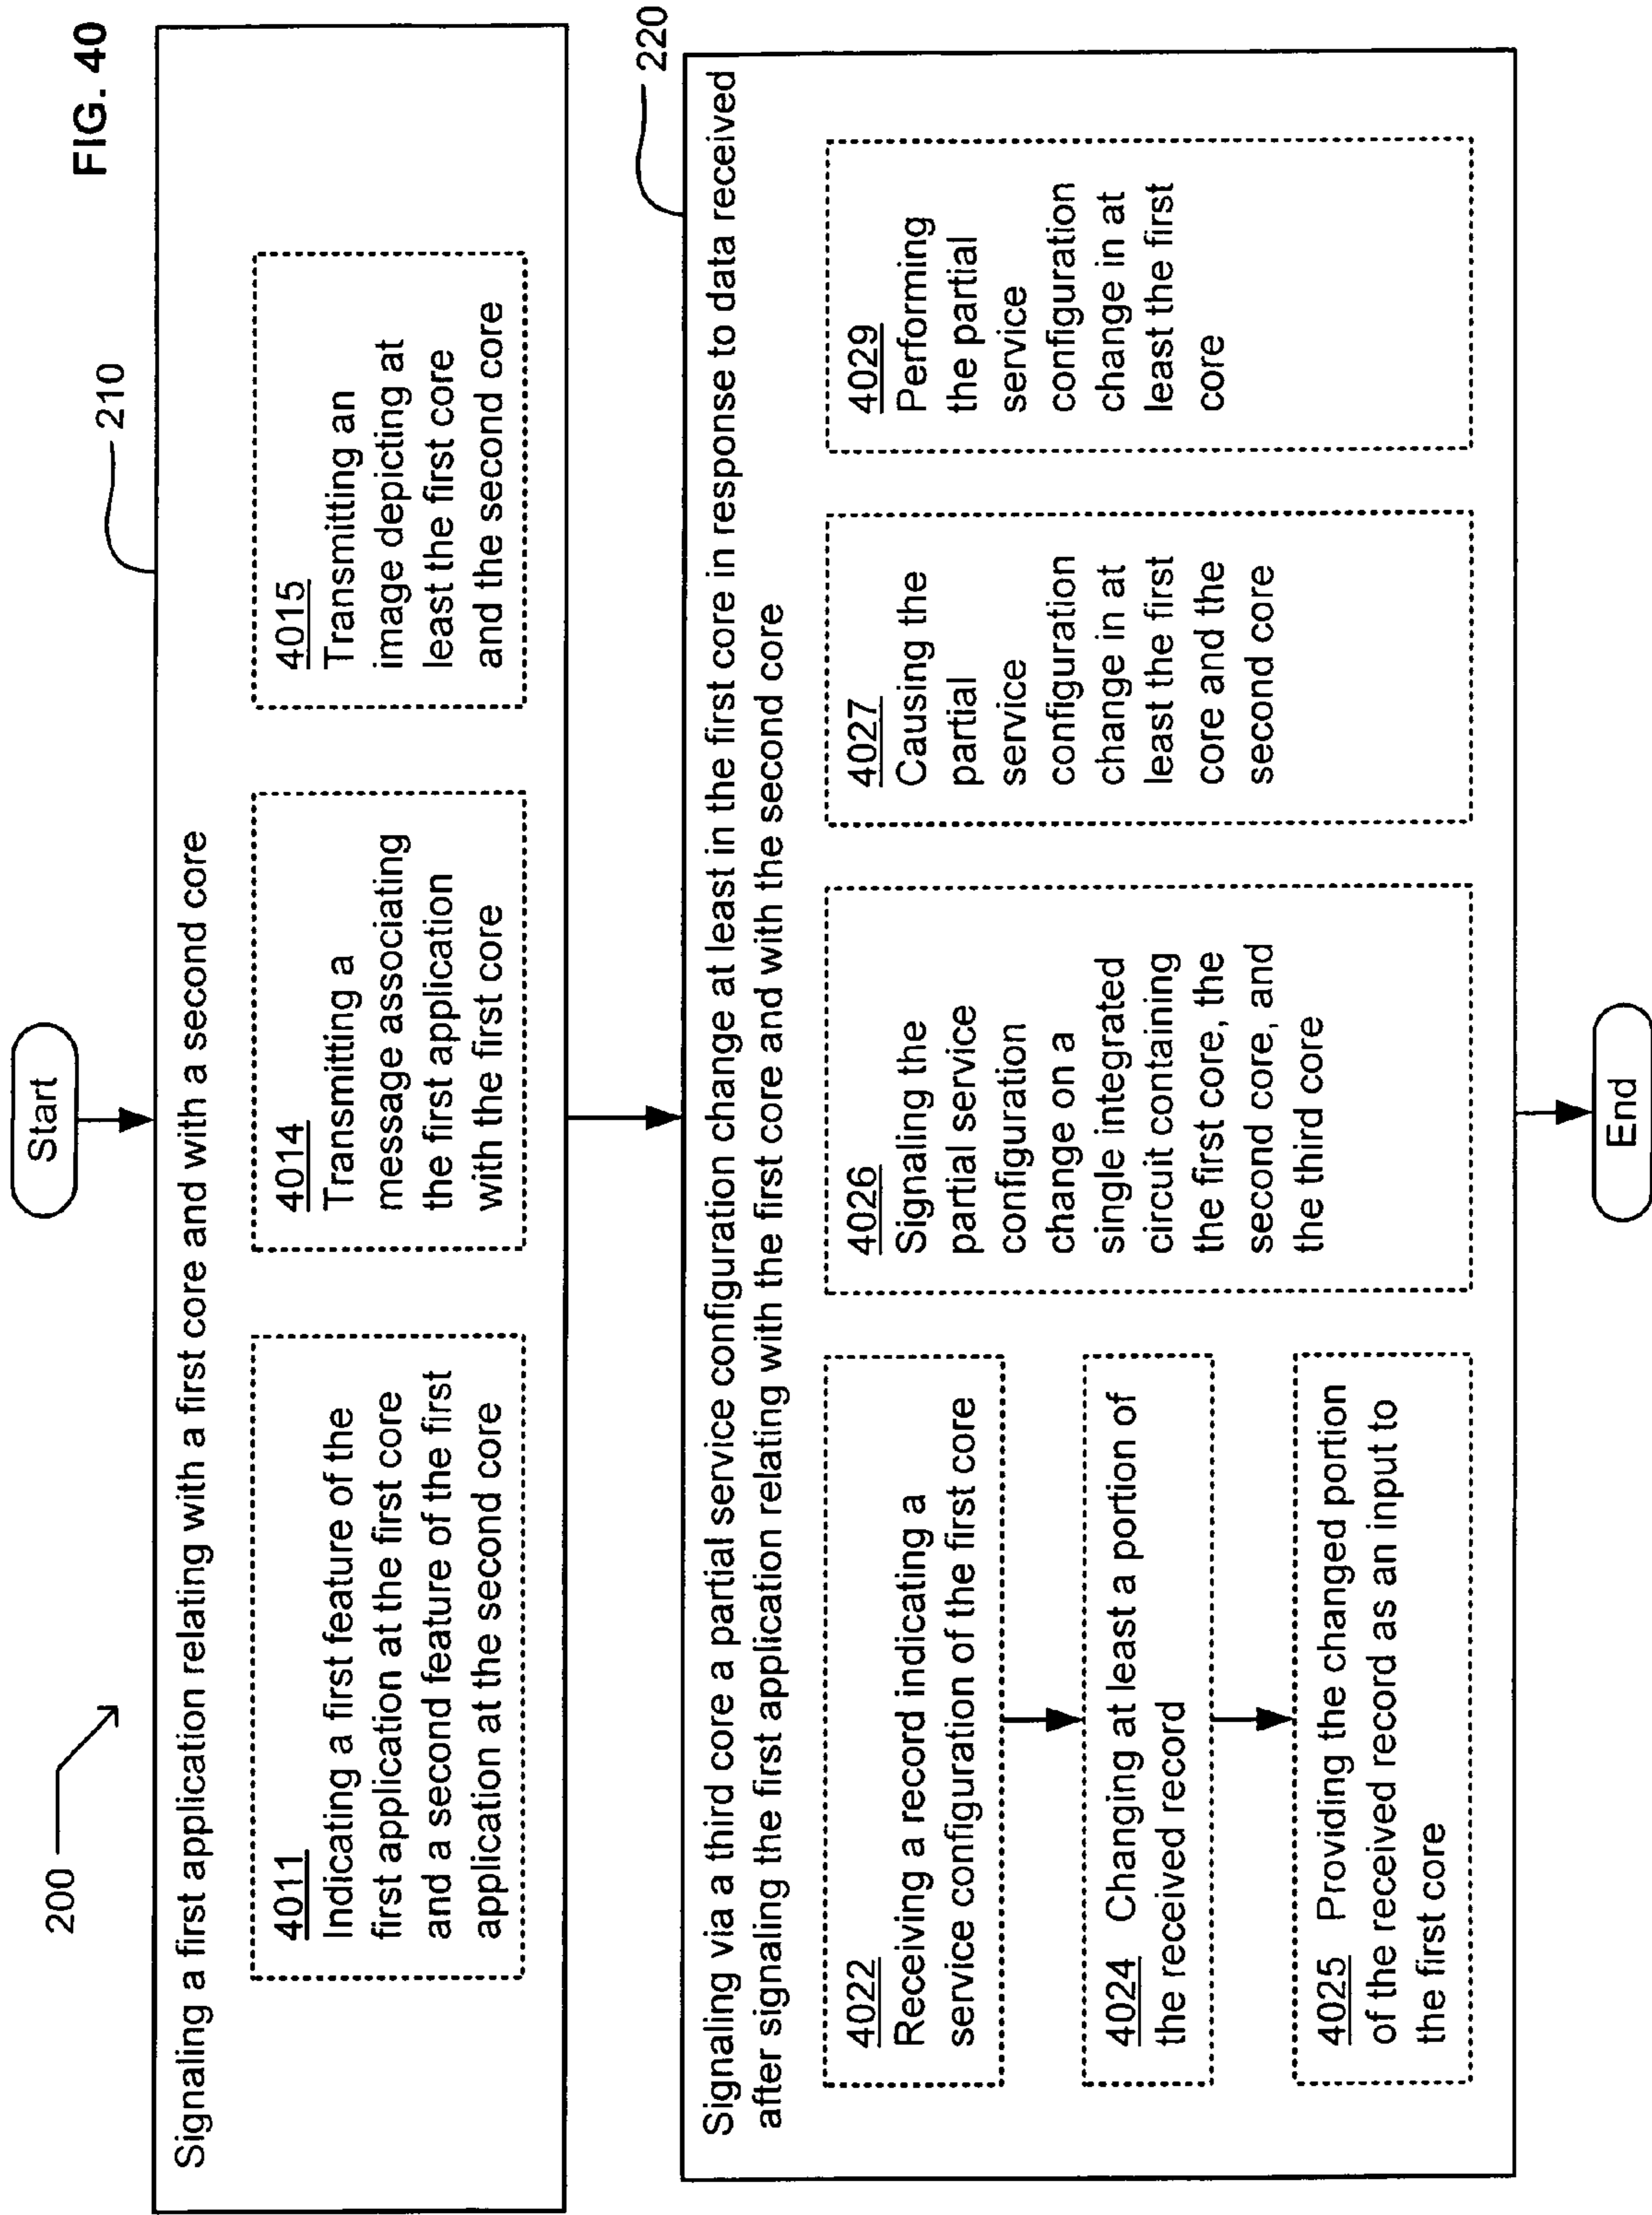 FIG. 40
200
Start
210
Signaling a first application relating with a first core and with a second core
4011
Indicating a first feature of the
first application at the first core
and a second feature of the first
application at the second core
4014
Transmitting a
message associating
the first application
with the first core
4015
Transmitting an
image depicting at
least the first core
and the second core
220
Signaling via a third core a partial service configuration change at least in the first core in response to data received
after signaling the first application relating with the first core and with the second core
4022
Receiving a record indicating a
service configuration of the first core
4024 Changing at least a portion of
the received record
4025 Providing the changed portion
of the received record as an input to
the first core
4026
Signaling the
partial service
configuration
change on a
single integrated
circuit containing
the first core, the
second core, and
the third core
4027
Causing the
partial
service
configuration
change in at
least the first
core and the
second core
4029
Performing
the partial
service
configuration
change in at
least the first
core
End